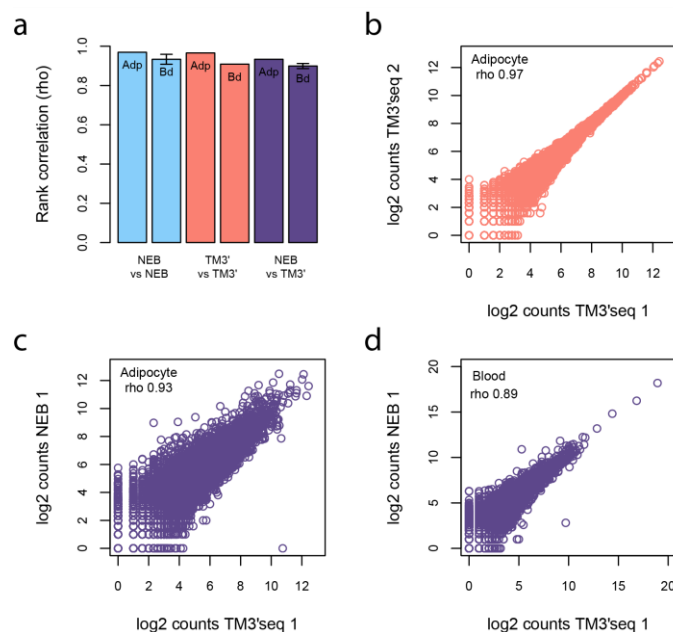 a
Rank correlation (rho)
1.0
0.8
0.6
0.4
0.2
0.0
Adp
Bd
Adp
Bd
Adp
Bd
NEB
vs NEB
TM3'
vs TM3'
NEB
vs TM3'
b
Adipocyte
rho 0.97
log2 counts TM3'seq 2
12
10
8
6
4
2
0
0 2 4 6 8 10 12
log2 counts TM3'seq 1
c
Adipocyte
rho 0.93
log2 counts NEB 1
12
10
8
6
4
2
0
0 2 4 6 8 10 12
log2 counts TM3'seq 1
d
Blood
rho 0.89
log2 counts NEB 1
20
15
10
5
0
0 5 10 15 20
log2 counts TM3'seq 1